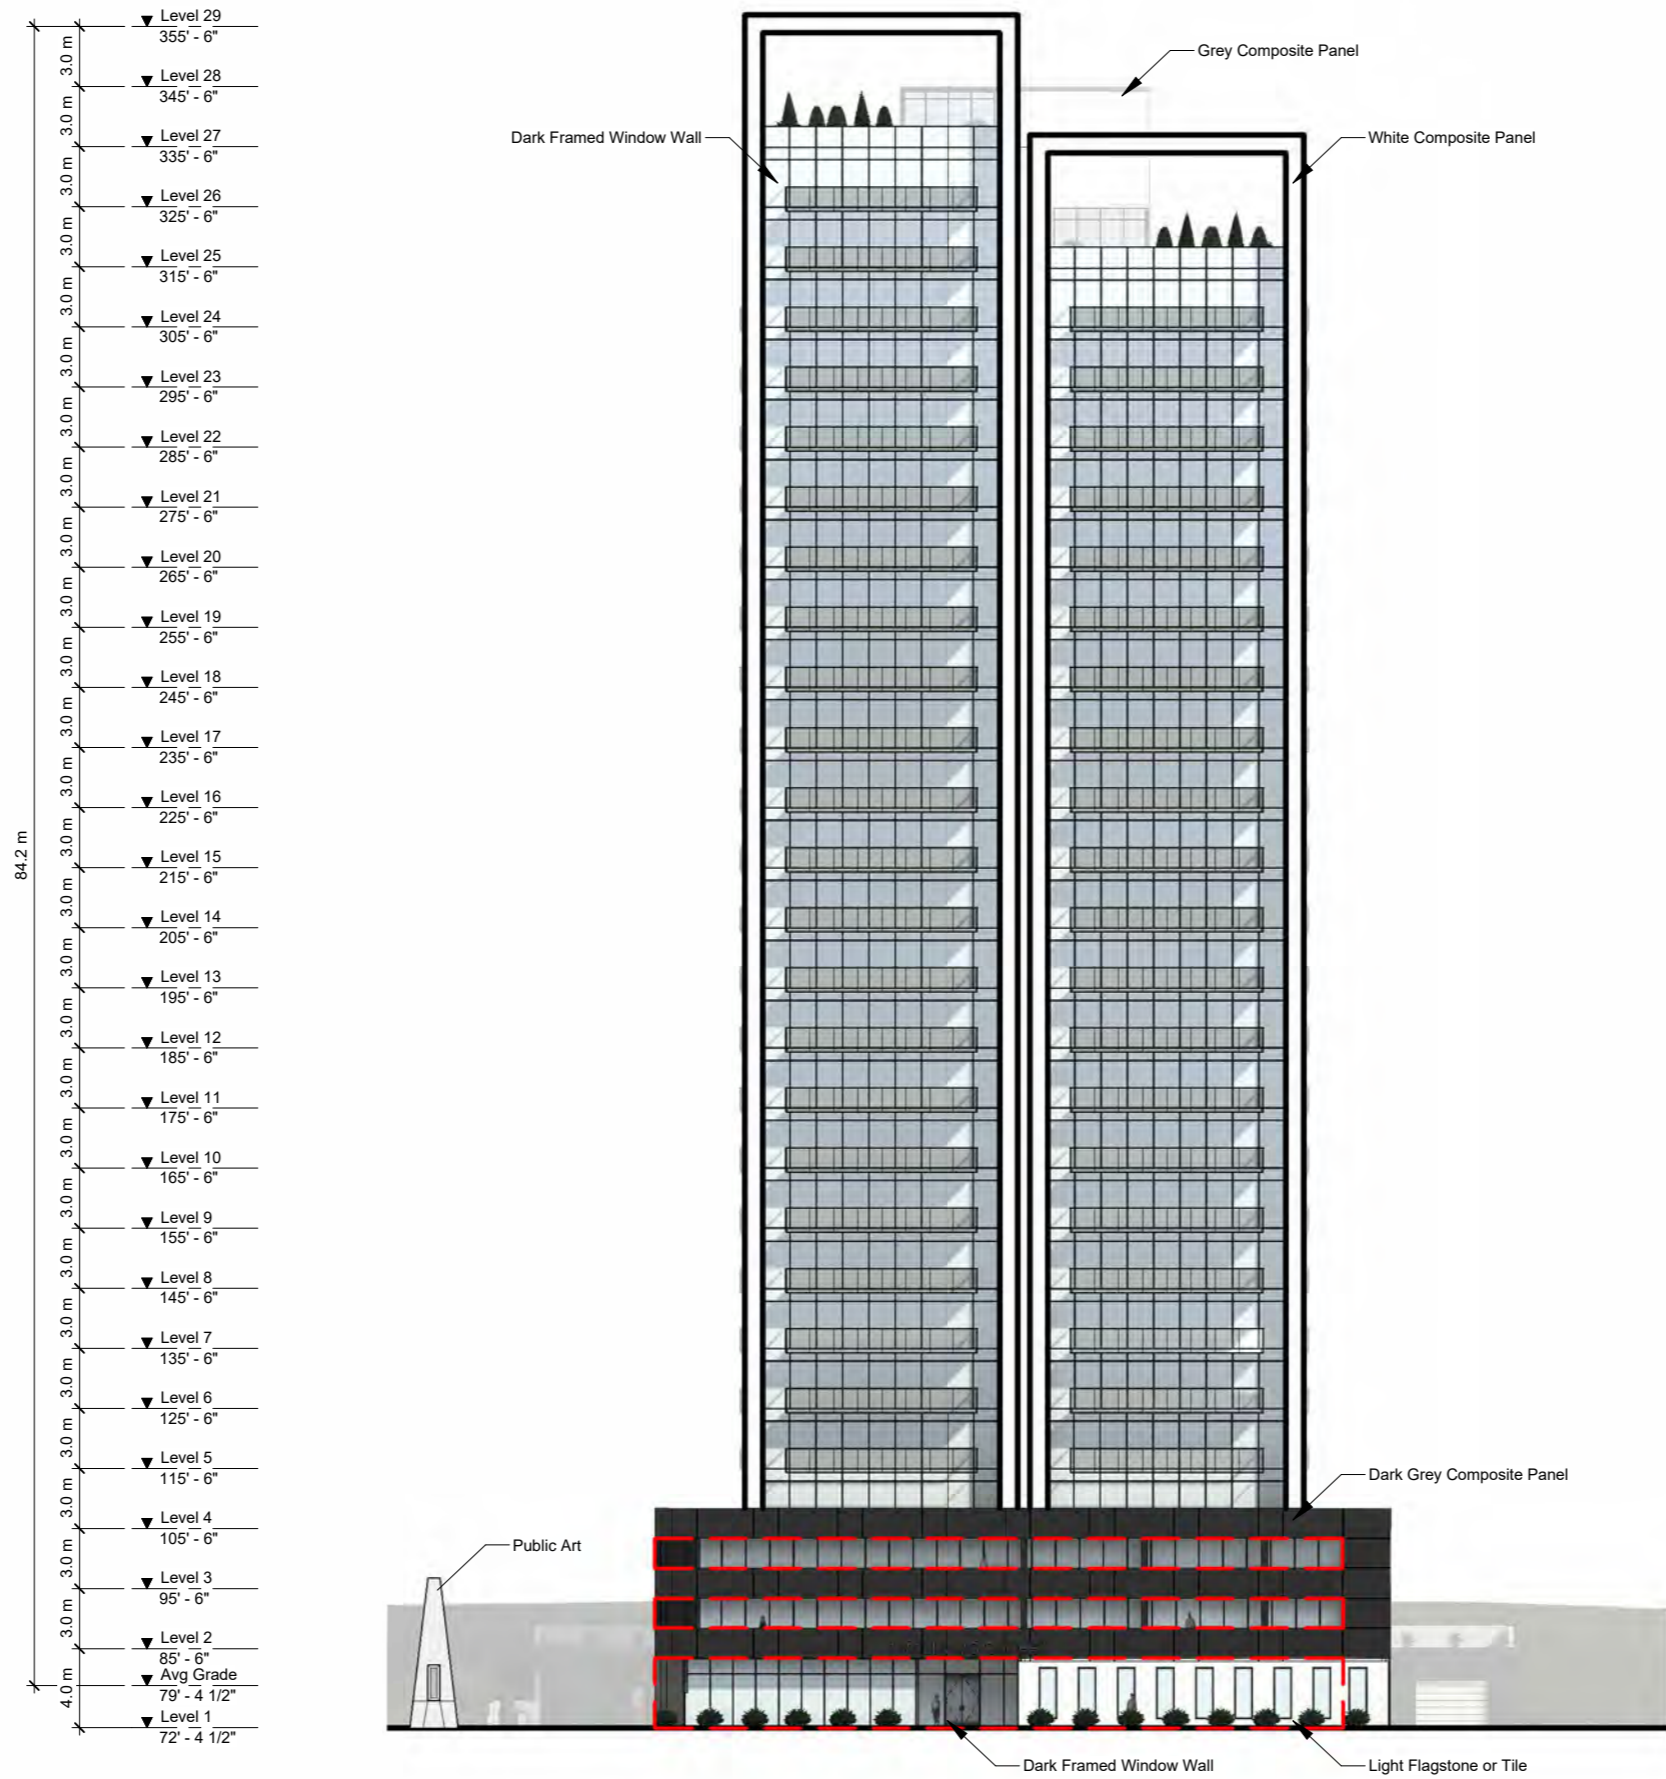 Level 29
355' - 6"
3.0 m
Level 28
345' - 6"
3.0 m
Level 27
335' - 6"
3.0 m
Level 26
325' - 6"
3.0 m
Level 25
315' - 6"
3.0 m
Level 24
305' - 6"
3.0 m
Level 23
295' - 6"
3.0 m
Level 22
285' - 6"
3.0 m
Level 21
275' - 6"
3.0 m
Level 20
265' - 6"
3.0 m
Level 19
255' - 6"
3.0 m
Level 18
245' - 6"
3.0 m
Level 17
235' - 6"
3.0 m
Level 16
225' - 6"
3.0 m
84.2 m
Level 15
215' - 6"
3.0 m
Level 14
205' - 6"
3.0 m
Level 13
195' - 6"
3.0 m
Level 12
185' - 6"
3.0 m
Level 11
175' - 6"
3.0 m
Level 10
165' - 6"
3.0 m
Level 9
155' - 6"
3.0 m
Level 8
145' - 6"
3.0 m
Level 7
135' - 6"
3.0 m
Level 6
125' - 6"
3.0 m
Level 5
115' - 6"
3.0 m
Level 4
105' - 6"
3.0 m
Level 3
95' - 6"
3.0 m
Level 2
85' - 6"
Avg Grade
79' - 4 1/2"
4.0 m
Level 1
72' - 4 1/2"
Grey Composite Panel
Dark Framed Window Wall
White Composite Panel
Dark Grey Composite Panel
Public Art
Dark Framed Window Wall
Light Flagstone or Tile